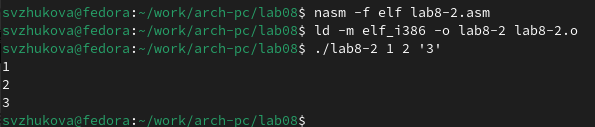 svzhukova@fedora:~/work/arch-pc/lab08$ nasm -f elf lab8-2.asm
svzhukova@fedora:~/work/arch-pc/lab08$ ld -m elf_i386 -o lab8-2 lab8-2.o
svzhukova@fedora:~/work/arch-pc/lab08$ ./lab8-2 1 2 '3'
1
2
3
svzhukova@fedora:~/work/arch-pc/lab08$